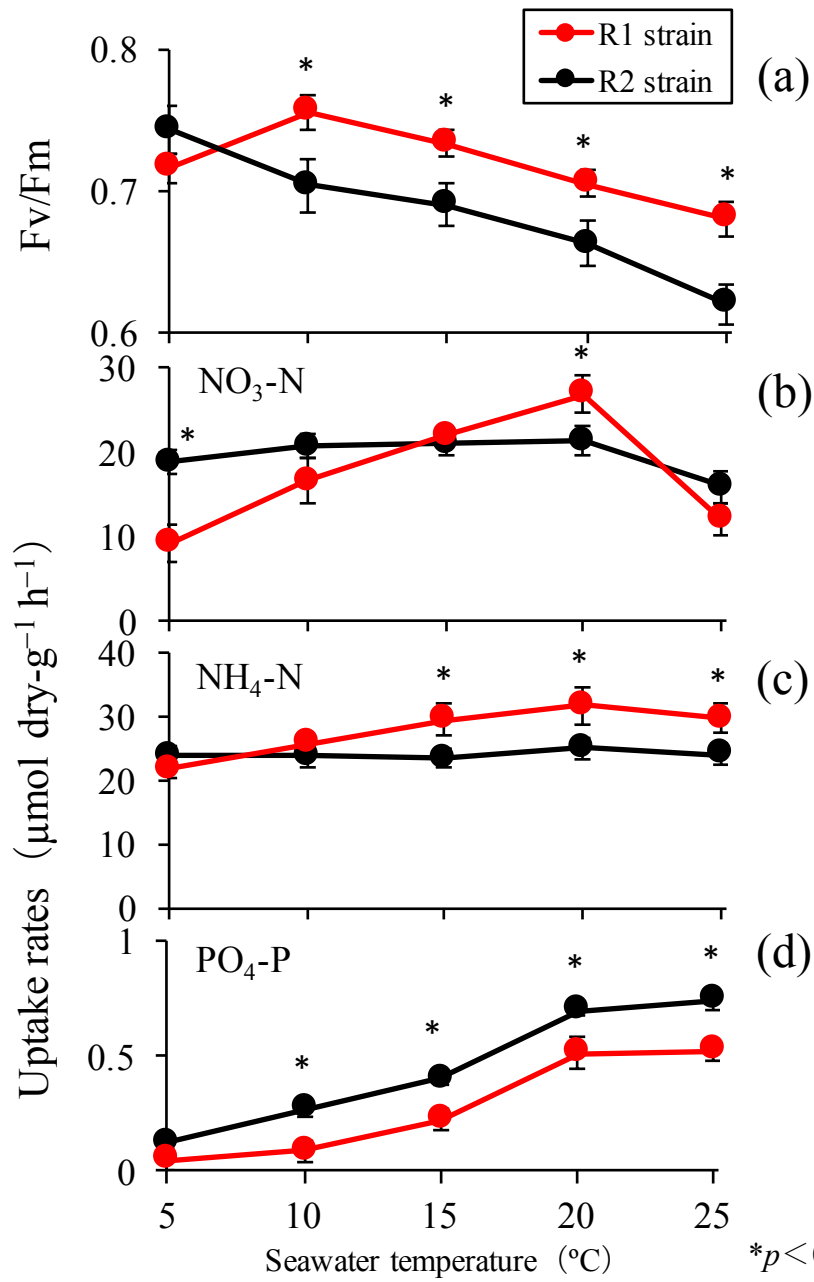 R1 strain
R2 strain
(a)
Fv/Fm
0.8
0.7
0.6
* * * *
(b)
NO₃-N
30
20
10
0
* *
Uptake rates (µmol dry-g⁻¹ h⁻¹)
(c)
NH₄-N
40
30
20
10
0
* * *
(d)
PO₄-P
1
0.5
0
* * * *
5 10 15 20 25
Seawater temperature (ºC)
*p<